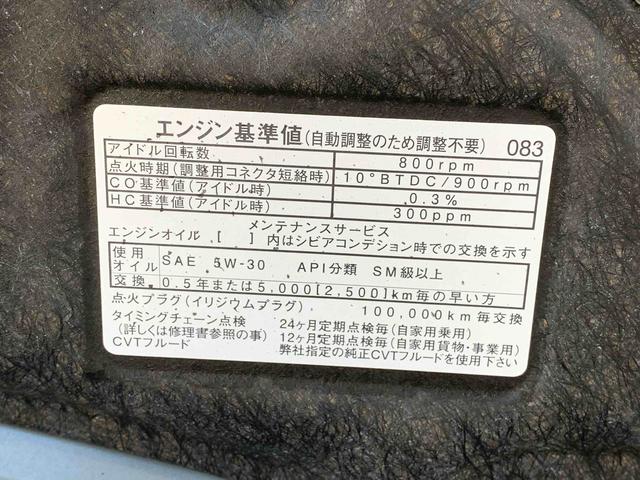 エンジン基準値(自動調整のため調整不要) 083
アイドル回転数 800rpm
点火時期(調整用コネクタ短絡時) 10°BTDC/900rpm
CO基準値(アイドル時) 0.3%
HC基準値(アイドル時) 300ppm
メンテナンスサービス
エンジンオイル [ ]内はシビアコンデション時での交換を示す
使用オイル SAE 5W-30 API分類 SM級以上
交換 0.5年または5,000[2,500]km毎の早い方
点火プラグ(イリジウムプラグ) 100,000km毎交換
タイミングチェーン点検 24ヶ月定期点検毎(自家用乗用)
(詳しくは修理書参照の事) 12ヶ月定期点検毎(自家用貨物・事業用)
CVTフルード 弊社指定の純正CVTフルードを使用下さい